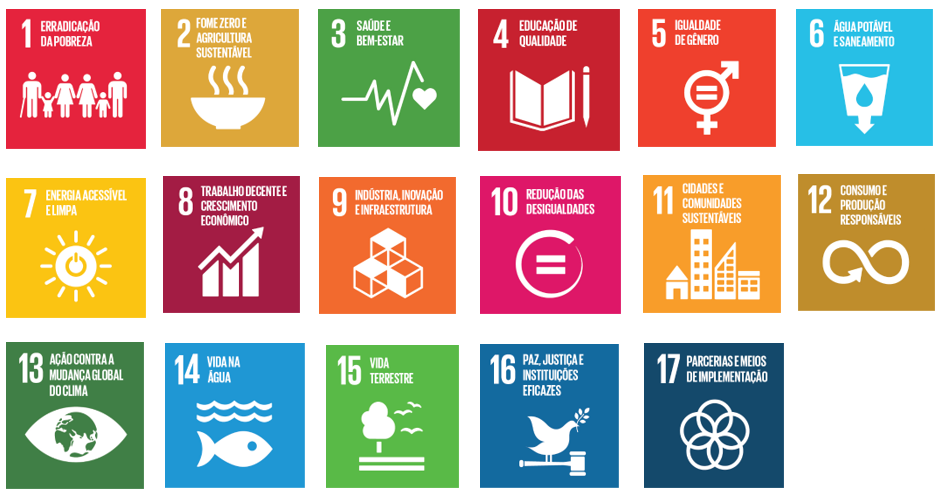 1 ERRADICAÇÃO
DA POBREZA
2 FOME ZERO E
AGRICULTURA
SUSTENTÁVEL
3 SAÚDE E
BEM-ESTAR
4 EDUCAÇÃO DE
QUALIDADE
5 IGUALDADE
DE GÊNERO
6 ÁGUA POTÁVEL
E SANEAMENTO
7 ENERGIA ACESSÍVEL
E LIMPA
8 TRABALHO DECENTE E
CRESCIMENTO
ECONÔMICO
9 INDÚSTRIA, INOVAÇÃO
E INFRAESTRUTURA
10 REDUÇÃO DAS
DESIGUALDADES
11 CIDADES E
COMUNIDADES
SUSTENTÁVEIS
12 CONSUMO E
PRODUÇÃO
RESPONSÁVEIS
13 AÇÃO CONTRA A
MUDANÇA GLOBAL
DO CLIMA
14 VIDA NA
ÁGUA
15 VIDA
TERRESTRE
16 PAZ, JUSTIÇA E
INSTITUIÇÕES
EFICAZES
17 PARCERIAS E MEIOS
DE IMPLEMENTAÇÃO